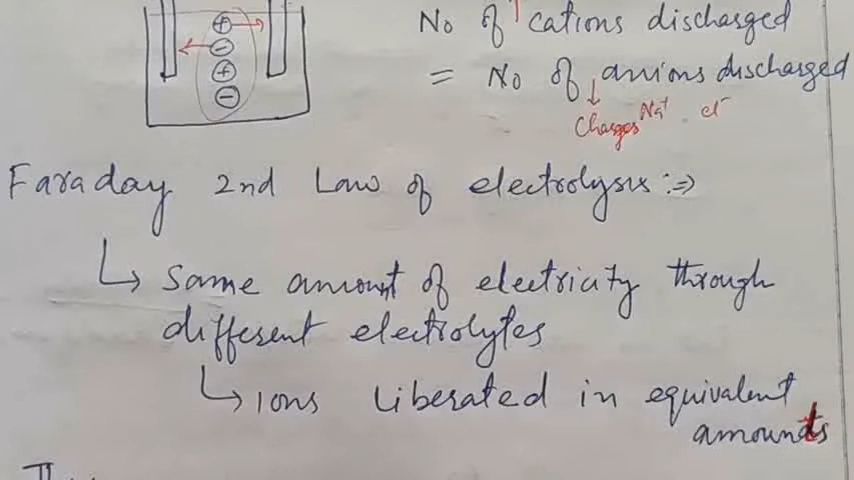 No of cations discharged
= No of anions discharged
Charges Na⁺ . cl⁻
Faraday 2nd Law of electrolysis :⇒
↳ Same amount of electricity through
different electrolytes
↳ Ions liberated in equivalent
amounts